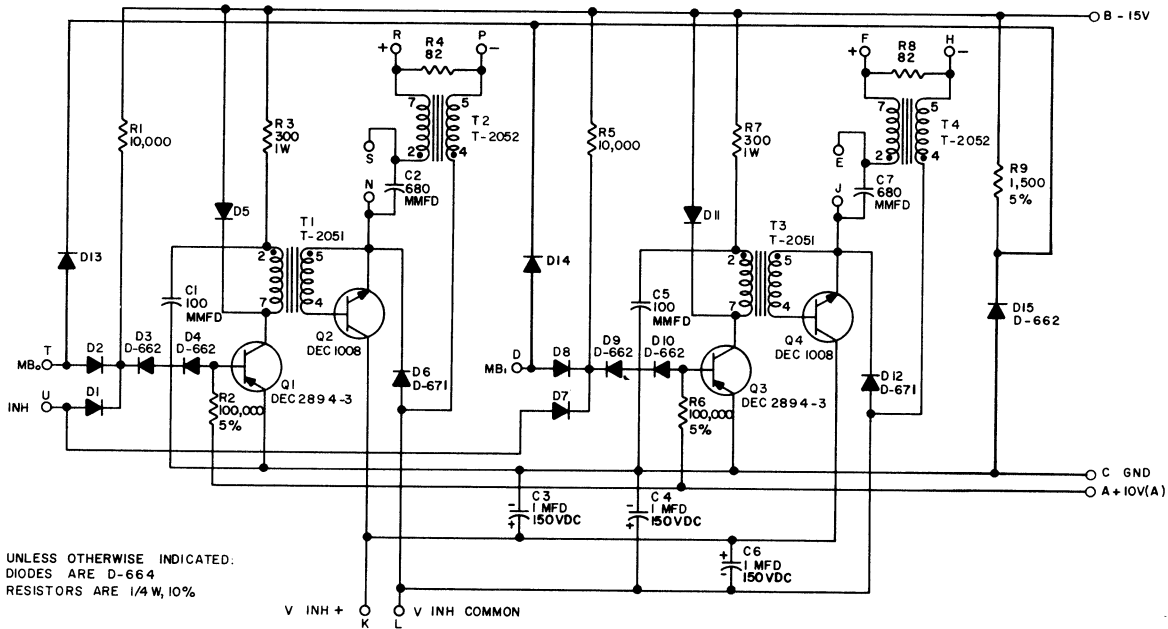 B - 15V
R
P
+
R4
82
-
7
5
2
4
T2
T-2052
F
H
+
R8
82
-
7
5
2
4
T4
T-2052
R1
10,000
R3
300
1W
S
N
C2
680
MMFD
R5
10,000
R7
300
1W
E
J
C7
680
MMFD
R9
1,500
5%
D5
T1
T-2051
2
5
7
4
D11
T3
T-2051
2
5
7
4
D13
C1
100
MMFD
Q2
DEC 1008
D14
C5
100
MMFD
Q4
DEC 1008
D15
D-662
T
MB₀
D2
D3
D-662
D4
D-662
Q1
DEC 2894-3
D6
D-671
D
MB₁
D8
D9
D-662
D10
D-662
Q3
DEC 2894-3
D12
D-671
U
INH
D1
R2
100,000
5%
D7
R6
100,000
5%
C GND
A+10V(A)
-
+
C3
1 MFD
150VDC
-
+
C4
1 MFD
150VDC
+
-
C6
1 MFD
150VDC
UNLESS OTHERWISE INDICATED:
DIODES ARE D-664
RESISTORS ARE 1/4 W, 10%
V INH +
K
L
V INH COMMON